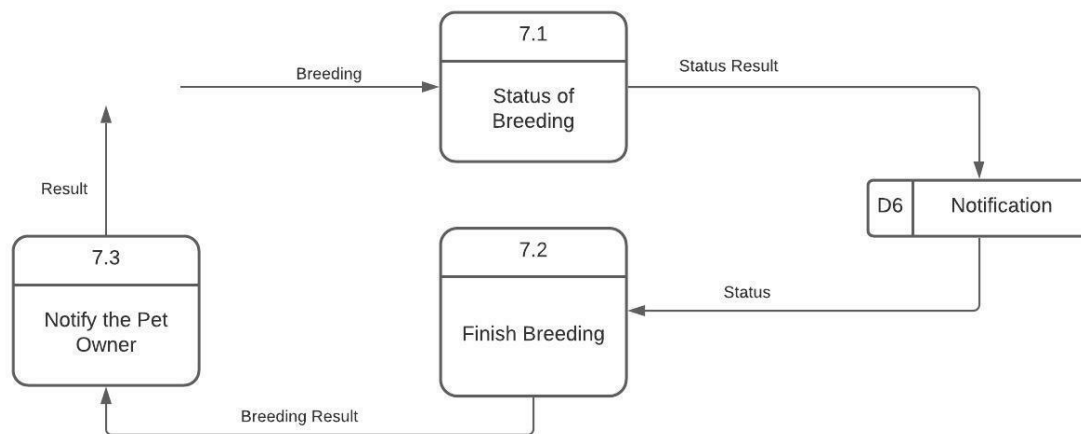 7.1
Breeding
Status Result
Status of
Breeding
Result
D6
Notification
7.2
7.3
Status
Notify the Pet
Owner
Finish Breeding
Breeding Result